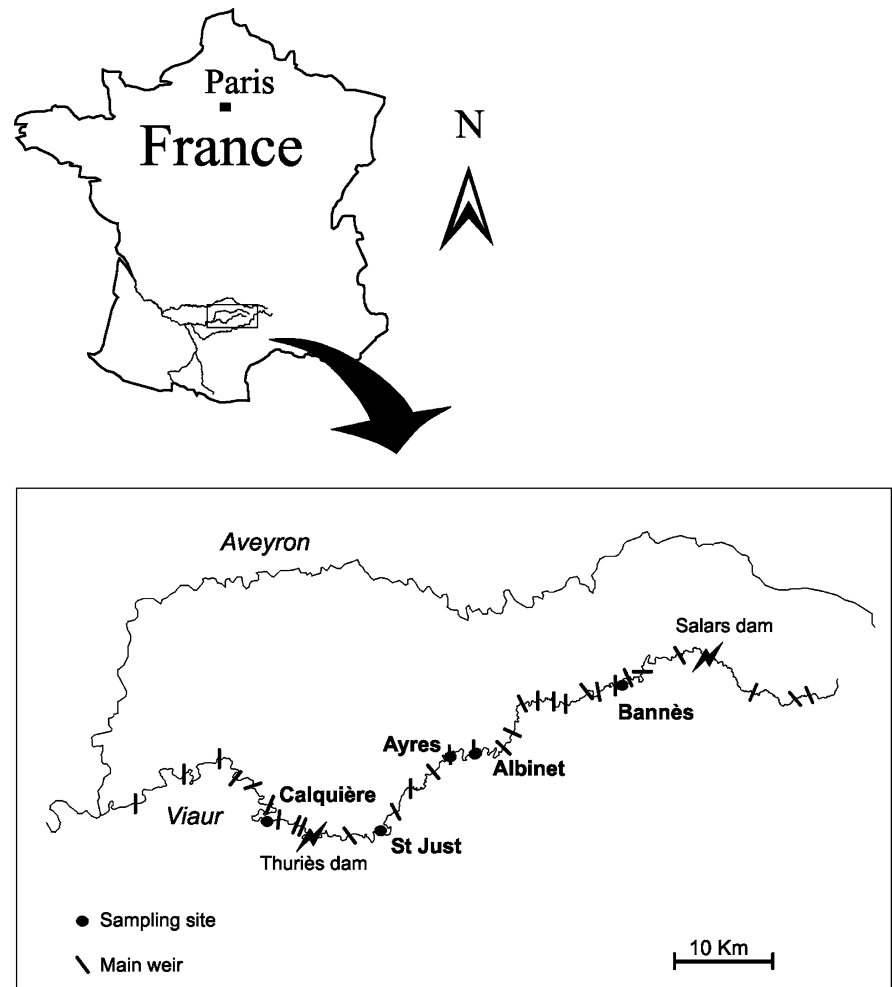 Paris
France
N
Aveyron
Salars dam
Bannès
Ayres
Albinet
Calquière
Viaur
St Just
Thuriès dam
Sampling site
10 Km
Main weir